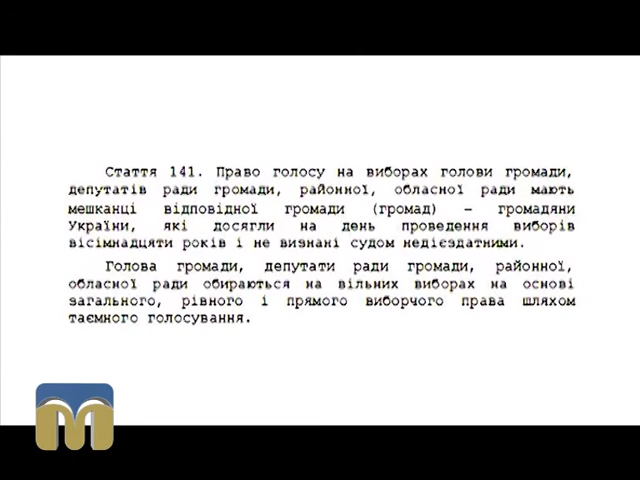 Стаття 141. Право голосу на виборах голови громади,
депутатів ради громади, районної, обласної ради мають
мешканці відповідної громади (громад) – громадяни
України, які досягли на день проведення виборів
вісімнадцяти років і не визнані судом недієздатними.
Голова громади, депутати ради громади, районної,
обласної ради обираються на вільних виборах на основі
загального, рівного і прямого виборчого права шляхом
таємного голосування.